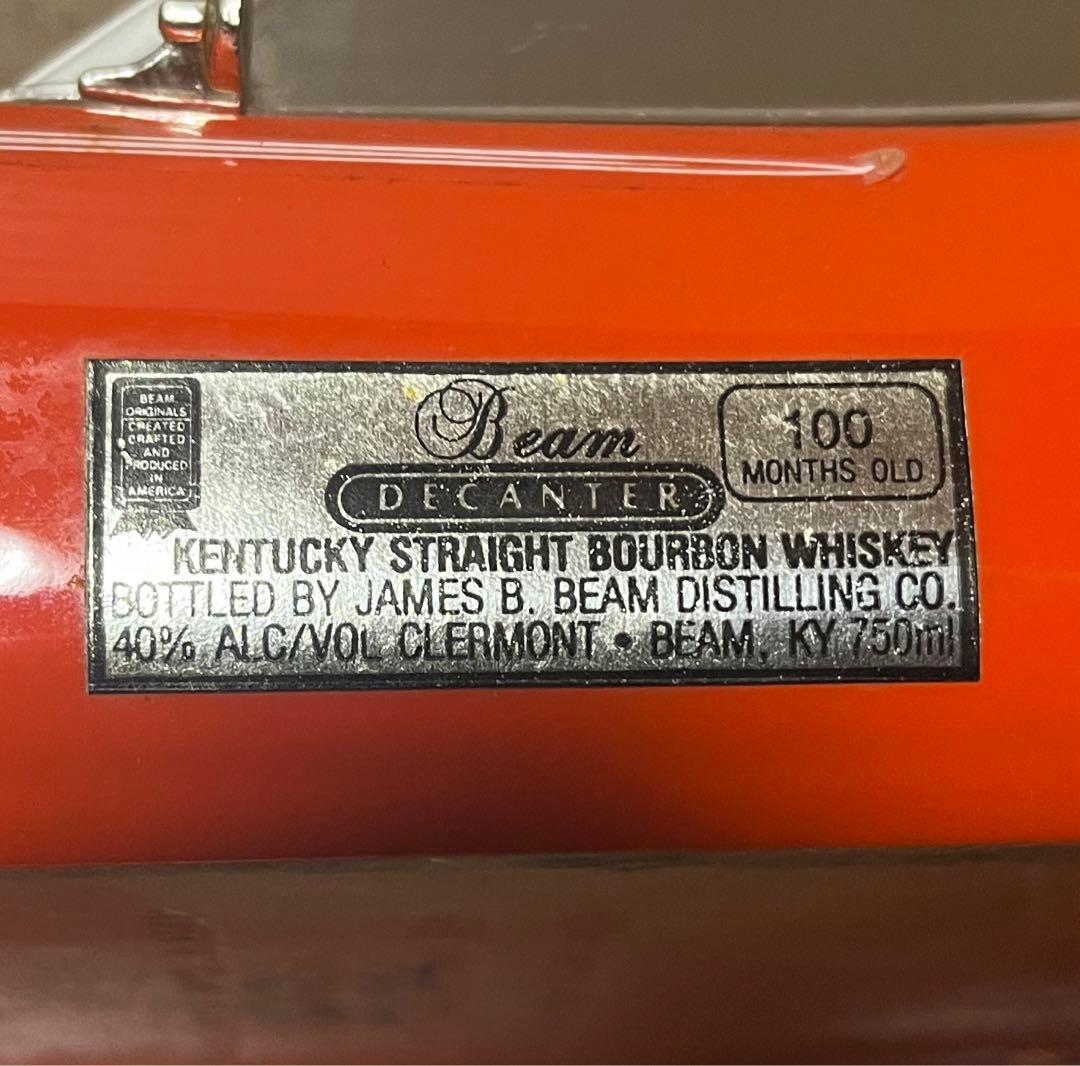 BEAM
ORIGINALS
CREATED
CRAFTED
AND
PRODUCED
IN
AMERICA
Beam
DECANTER
100
MONTHS OLD
KENTUCKY STRAIGHT BOURBON WHISKEY
BOTTLED BY JAMES B. BEAM DISTILLING CO.
40% ALC/VOL CLERMONT • BEAM, KY 750ml